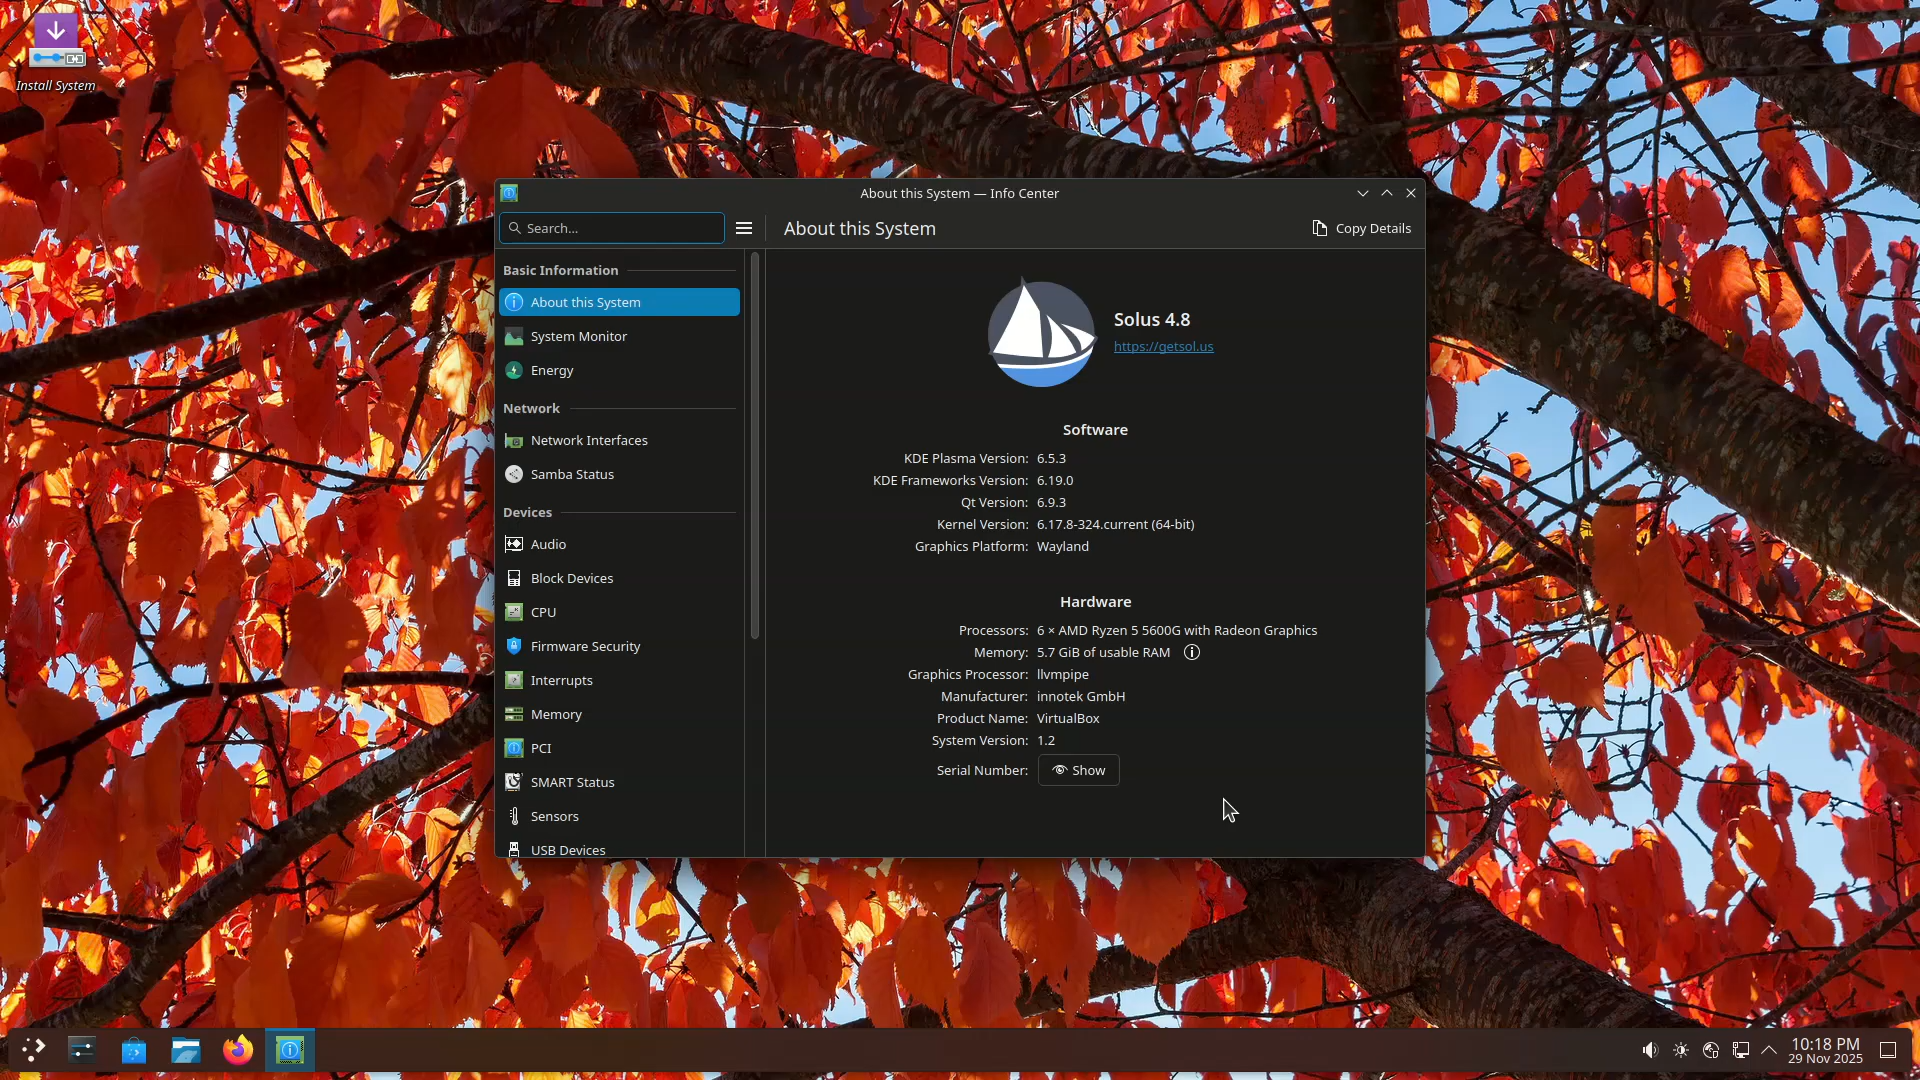 Install System
About this System — Info Center
Search...
About this System
Copy Details
Basic Information
About this System
System Monitor
Energy
Network
Network Interfaces
Samba Status
Devices
Audio
Block Devices
CPU
Firmware Security
Interrupts
Memory
PCI
SMART Status
Sensors
USB Devices
Solus 4.8
https://getsol.us
Software
KDE Plasma Version: 6.5.3
KDE Frameworks Version: 6.19.0
Qt Version: 6.9.3
Kernel Version: 6.17.8-324.current (64-bit)
Graphics Platform: Wayland
Hardware
Processors: 6 × AMD Ryzen 5 5600G with Radeon Graphics
Memory: 5.7 GiB of usable RAM
Graphics Processor: llvmpipe
Manufacturer: innotek GmbH
Product Name: VirtualBox
System Version: 1.2
Serial Number: Show
10:18 PM
29 Nov 2025